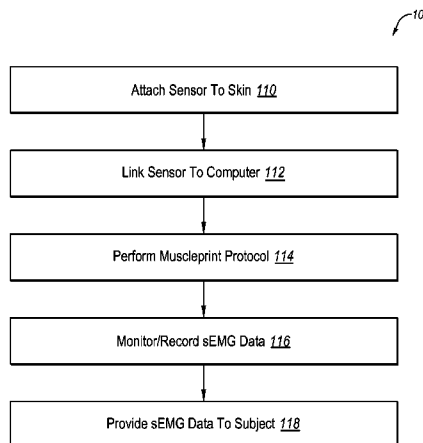 10
Attach Sensor To Skin 110
Link Sensor To Computer 112
Perform Muscleprint Protocol 114
Monitor/Record sEMG Data 116
Provide sEMG Data To Subject 118